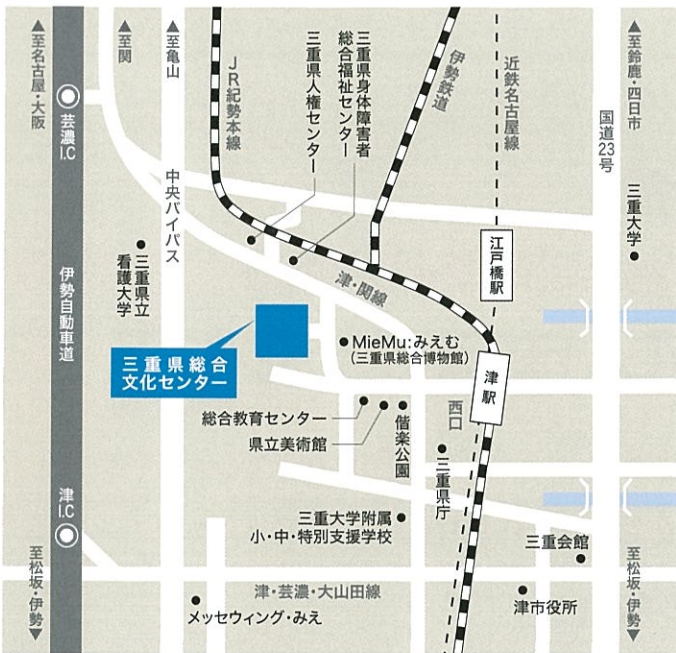 ▲至名古屋・大阪
▲至関
▲至亀山
JR紀勢本線
三重県人権センター
三重県身体障害者
総合福祉センター
伊勢鉄道
近鉄名古屋線
国道23号
▲至鈴鹿・四日市
芸濃I.C
中央バイパス
三重大学
三重県立
看護大学
江戸橋駅
伊勢自動車道
津・関線
三重県総合
文化センター
MieMu:みえむ
(三重県総合博物館)
津駅
総合教育センター
県立美術館
偕楽公園
西口
三重県庁
津I.C
三重大学附属
小・中・特別支援学校
三重会館
至松坂・伊勢▼
津・芸濃・大山田線
メッセウィング・みえ
津市役所
至松坂・伊勢▼